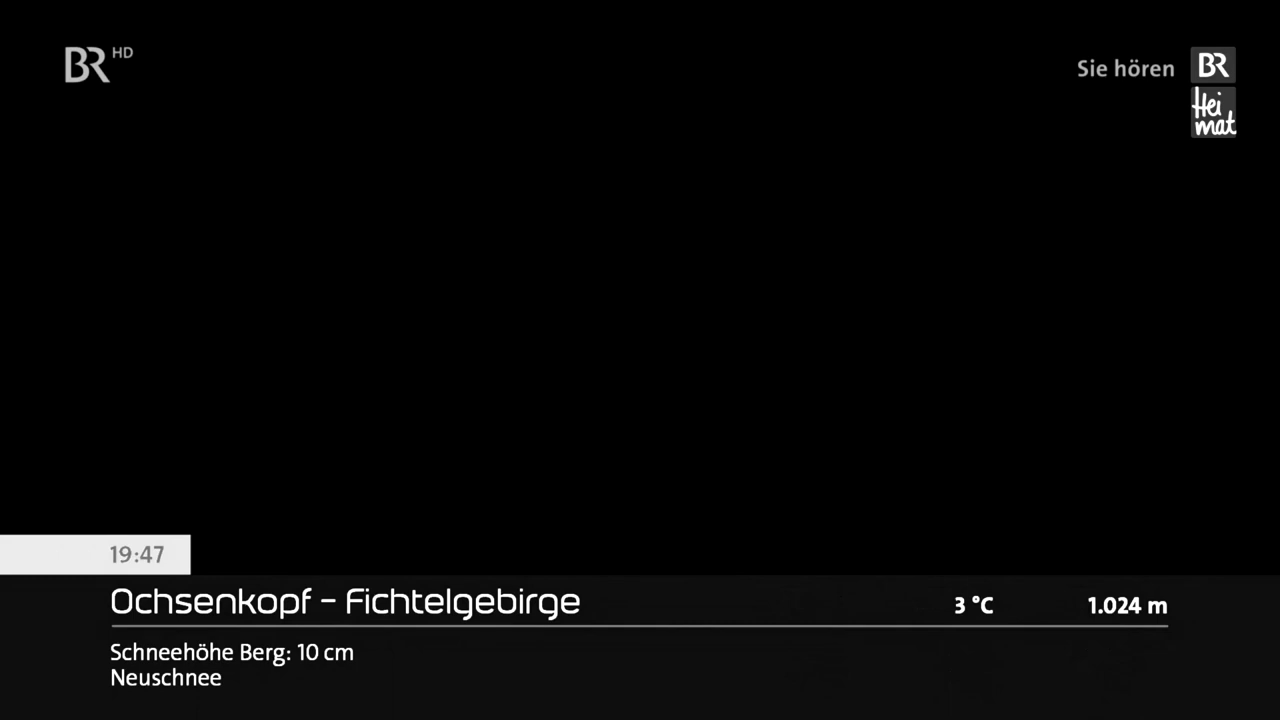 BR HD
Sie hören BR
Hei
mat
19:47
Ochsenkopf – Fichtelgebirge 3 °C 1.024 m
Schneehöhe Berg: 10 cm
Neuschnee